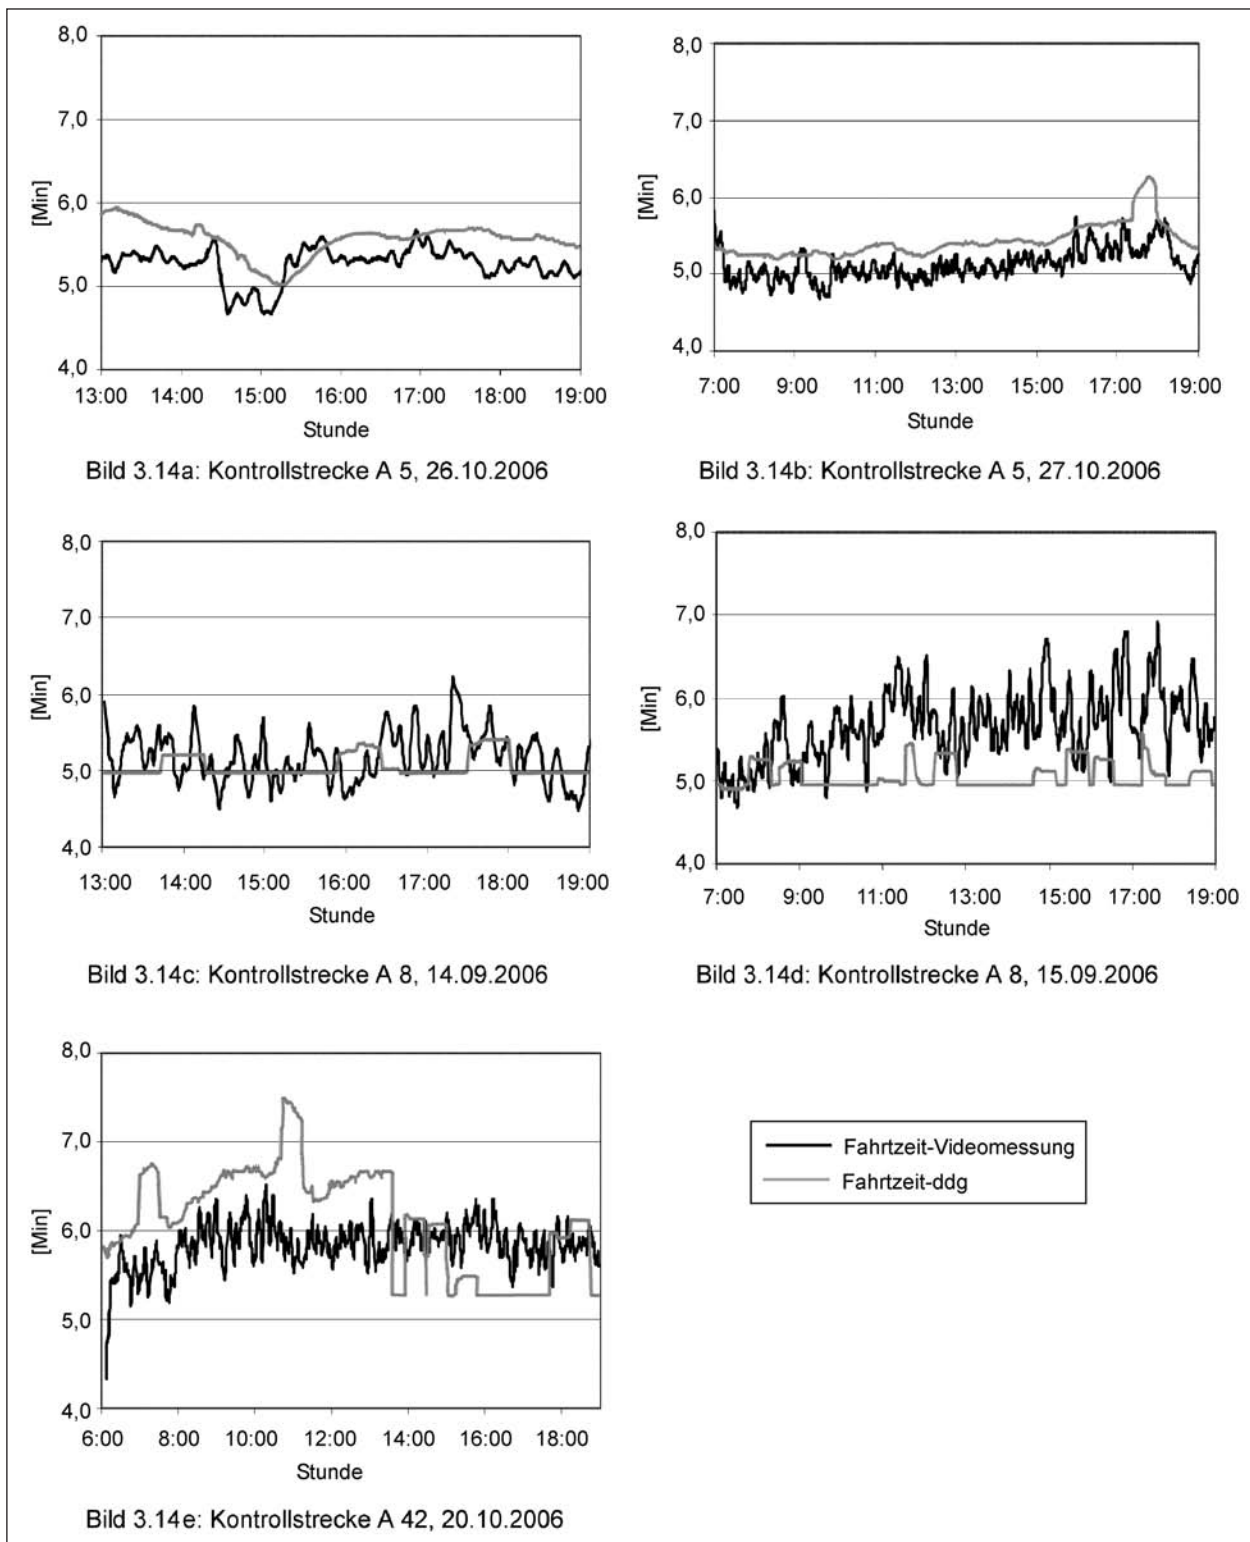 8,0
7,0
6,0
5,0
4,0
[Min]
13:00 14:00 15:00 16:00 17:00 18:00 19:00
Stunde
Bild 3.14a: Kontrollstrecke A 5, 26.10.2006
8,0
7,0
6,0
5,0
4,0
[Min]
7:00 9:00 11:00 13:00 15:00 17:00 19:00
Stunde
Bild 3.14b: Kontrollstrecke A 5, 27.10.2006
8,0
7,0
6,0
5,0
4,0
[Min]
13:00 14:00 15:00 16:00 17:00 18:00 19:00
Stunde
Bild 3.14c: Kontrollstrecke A 8, 14.09.2006
8,0
7,0
6,0
5,0
4,0
[Min]
7:00 9:00 11:00 13:00 15:00 17:00 19:00
Stunde
Bild 3.14d: Kontrollstrecke A 8, 15.09.2006
8,0
7,0
6,0
5,0
4,0
[Min]
6:00 8:00 10:00 12:00 14:00 16:00 18:00
Stunde
Bild 3.14e: Kontrollstrecke A 42, 20.10.2006
Fahrtzeit-Videomessung
Fahrtzeit-ddg